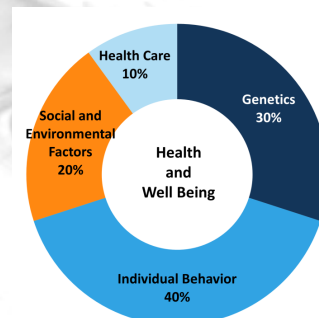 Health Care
10%
Genetics
30%
Social and
Environmental
Factors
20%
Health
and
Well Being
Individual Behavior
40%